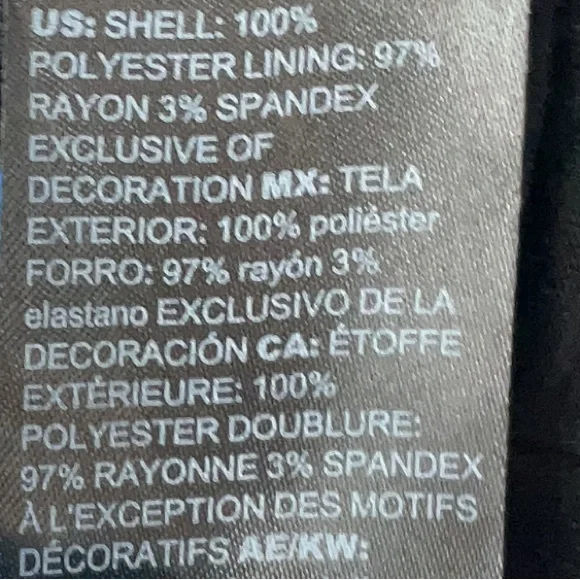 US: SHELL: 100%
POLYESTER LINING: 97%
RAYON 3% SPANDEX
EXCLUSIVE OF
DECORATION MX: TELA
EXTERIOR: 100% poliéster
FORRO: 97% rayón 3%
elastano EXCLUSIVO DE LA
DECORACIÓN CA: ÉTOFFE
EXTÉRIEURE: 100%
POLYESTER DOUBLURE:
97% RAYONNE 3% SPANDEX
À L'EXCEPTION DES MOTIFS
DÉCORATIFS AE/KW: